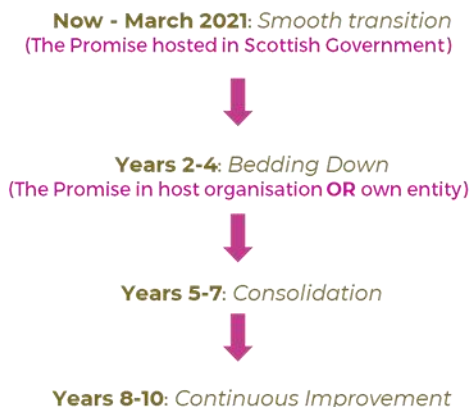 Now - March 2021: Smooth transition
(The Promise hosted in Scottish Government)
Years 2-4: Bedding Down
(The Promise in host organisation OR own entity)
Years 5-7: Consolidation
Years 8-10: Continuous Improvement